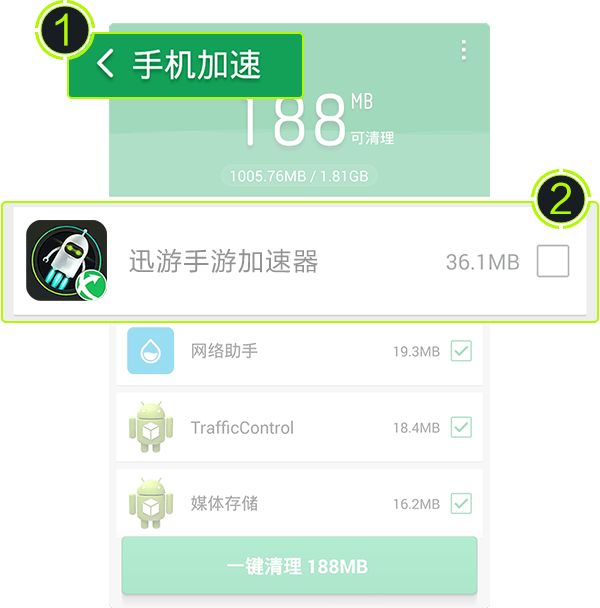 1
手机加速
188 MB
可清理
1005.76MB / 1.81GB
2
迅游手游加速器 36.1MB
网络助手 19.3MB
TrafficControl 18.4MB
媒体存储 16.2MB
一键清理 188MB